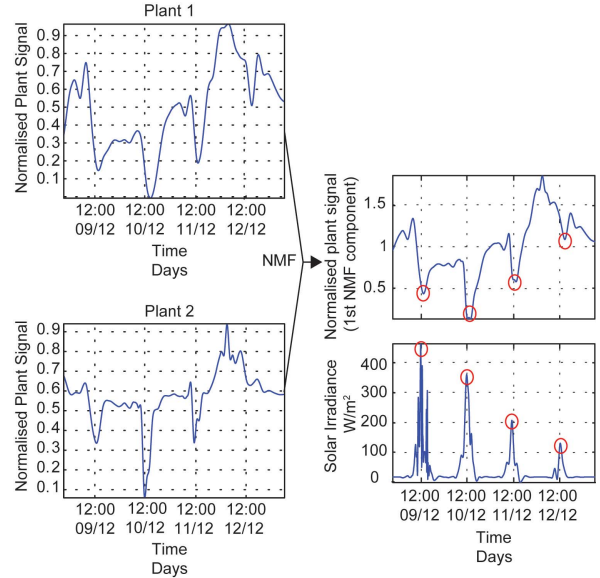 Plant 1
Normalised Plant Signal
0.9
0.8
0.7
0.6
0.5
0.4
0.3
0.2
0.1
12:00 12:00 12:00 12:00
09/12 10/12 11/12 12/12
Time
Days
NMF
Plant 2
Normalised Plant Signal
0.9
0.8
0.7
0.6
0.5
0.4
0.3
0.2
0.1
12:00 12:00 12:00 12:00
09/12 10/12 11/12 12/12
Time
Days
Normalised plant signal
(1st NMF component)
1.5
1
0.5
Solar Irradiance
W/m²
400
300
200
100
0
12:00 12:00 12:00 12:00
09/12 10/12 11/12 12/12
Time
Days